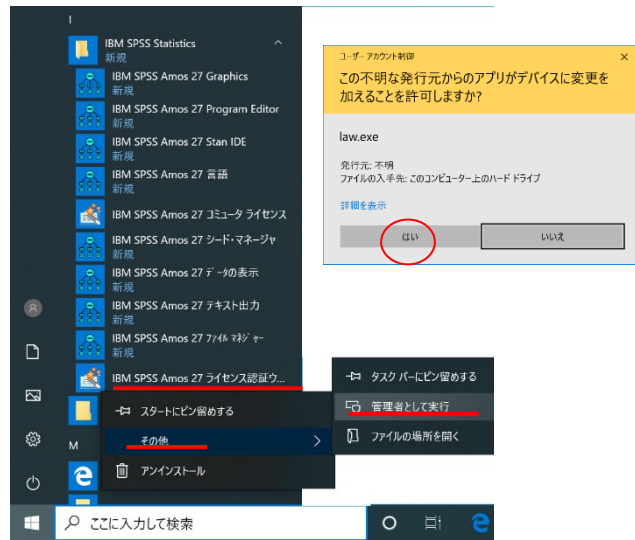 I
IBM SPSS Statistics
新規
IBM SPSS Amos 27 Graphics
新規
IBM SPSS Amos 27 Program Editor
新規
IBM SPSS Amos 27 Stan IDE
新規
IBM SPSS Amos 27 言語
新規
IBM SPSS Amos 27 コミュータ ライセンス
IBM SPSS Amos 27 シード・マネージャ
新規
IBM SPSS Amos 27 データの表示
新規
IBM SPSS Amos 27 テキスト出力
新規
IBM SPSS Amos 27 ファイル マネジャー
新規
IBM SPSS Amos 27 ライセンス認証ウ...
スタートにピン留めする
その他
アンインストール
M
ここに入力して検索
タスク バーにピン留めする
管理者として実行
ファイルの場所を開く
ユーザー アカウント制御
この不明な発行元からのアプリがデバイスに変更を
加えることを許可しますか?
law.exe
発行元: 不明
ファイルの入手先: このコンピューター上のハード ドライブ
詳細を表示
はい
いいえ